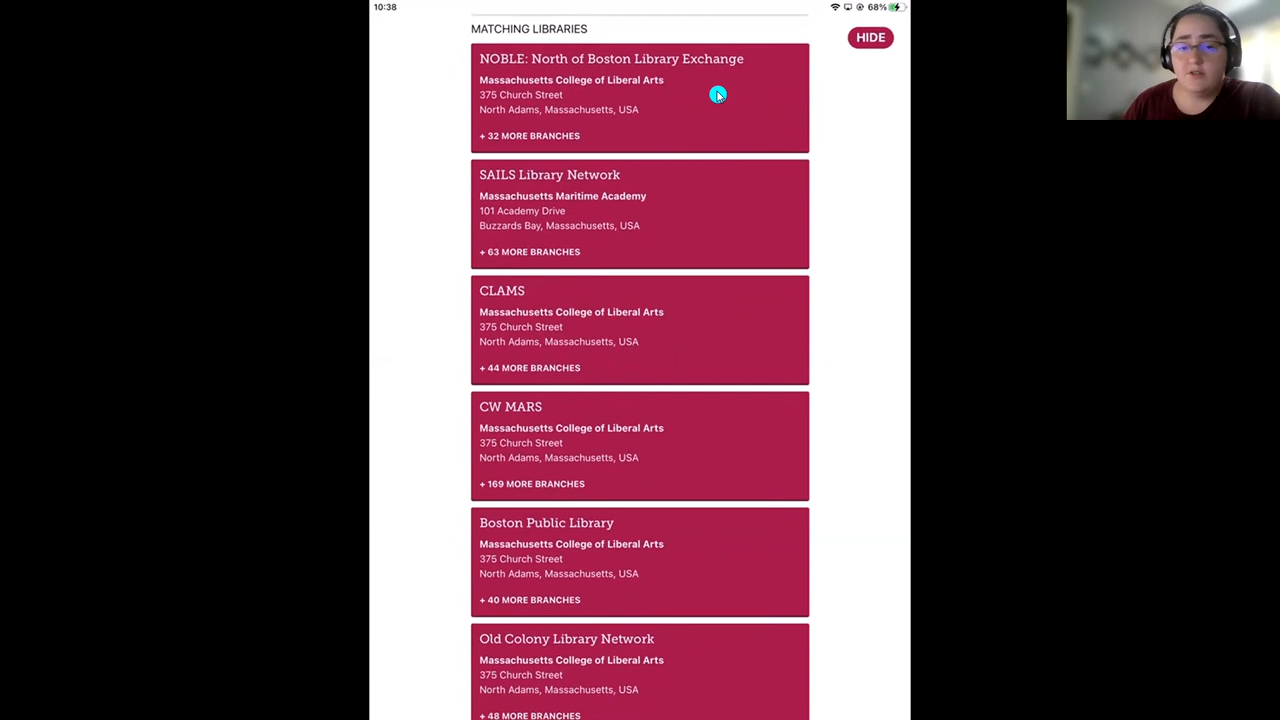 10:38
68%
MATCHING LIBRARIES
HIDE
NOBLE: North of Boston Library Exchange
Massachusetts College of Liberal Arts
375 Church Street
North Adams, Massachusetts, USA
+ 32 MORE BRANCHES
SAILS Library Network
Massachusetts Maritime Academy
101 Academy Drive
Buzzards Bay, Massachusetts, USA
+ 63 MORE BRANCHES
CLAMS
Massachusetts College of Liberal Arts
375 Church Street
North Adams, Massachusetts, USA
+ 44 MORE BRANCHES
CW MARS
Massachusetts College of Liberal Arts
375 Church Street
North Adams, Massachusetts, USA
+ 169 MORE BRANCHES
Boston Public Library
Massachusetts College of Liberal Arts
375 Church Street
North Adams, Massachusetts, USA
+ 40 MORE BRANCHES
Old Colony Library Network
Massachusetts College of Liberal Arts
375 Church Street
North Adams, Massachusetts, USA
+ 48 MORE BRANCHES